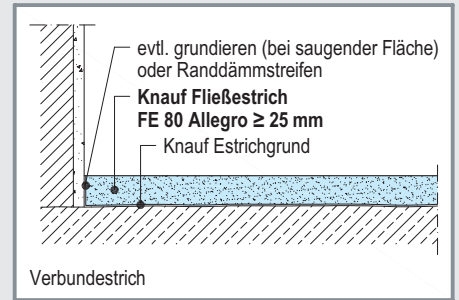 evtl. grundieren (bei saugender Fläche)
oder Randdämmstreifen
Knauf Fließestrich
FE 80 Allegro ≥ 25 mm
Knauf Estrichgrund
Verbundestrich